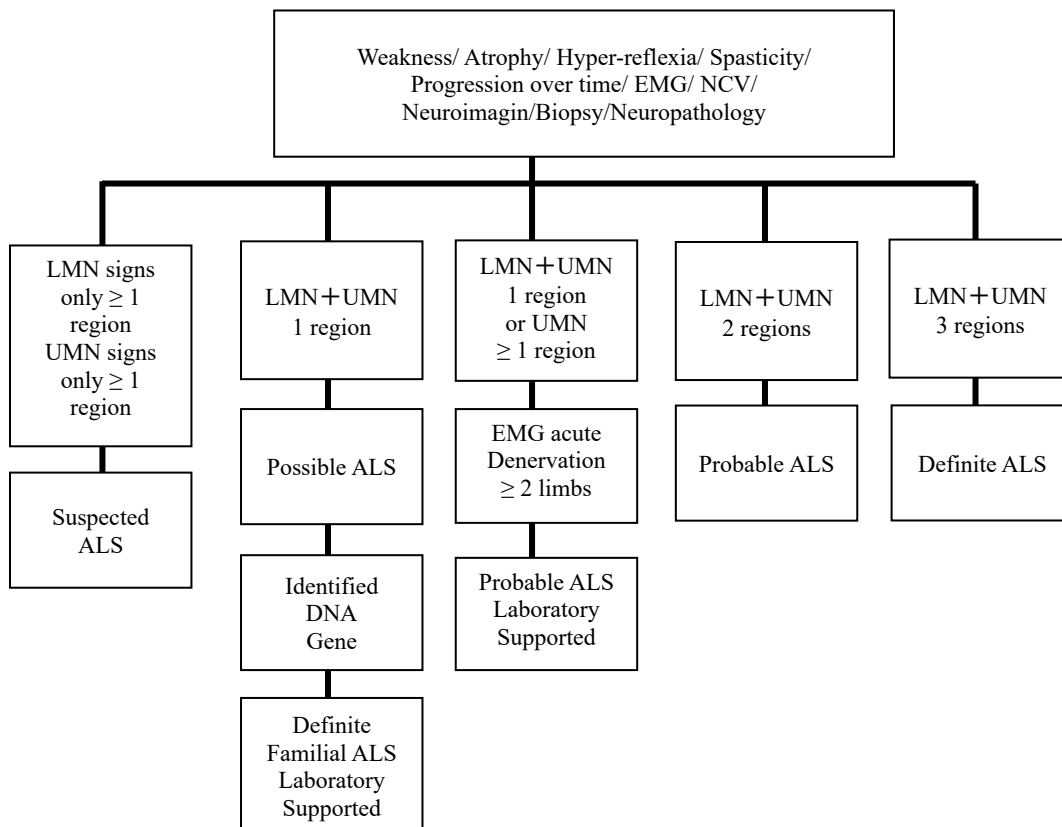 Weakness/ Atrophy/ Hyper-reflexia/ Spasticity/
Progression over time/ EMG/ NCV/
Neuroimagin/Biopsy/Neuropathology
LMN signs
only ≥ 1
region
UMN signs
only ≥ 1
region
Suspected
ALS
LMN＋UMN
1 region
Possible ALS
Identified
DNA
Gene
Definite
Familial ALS
Laboratory
Supported
LMN＋UMN
1 region
or UMN
≥ 1 region
EMG acute
Denervation
≥ 2 limbs
Probable ALS
Laboratory
Supported
LMN＋UMN
2 regions
Probable ALS
LMN＋UMN
3 regions
Definite ALS